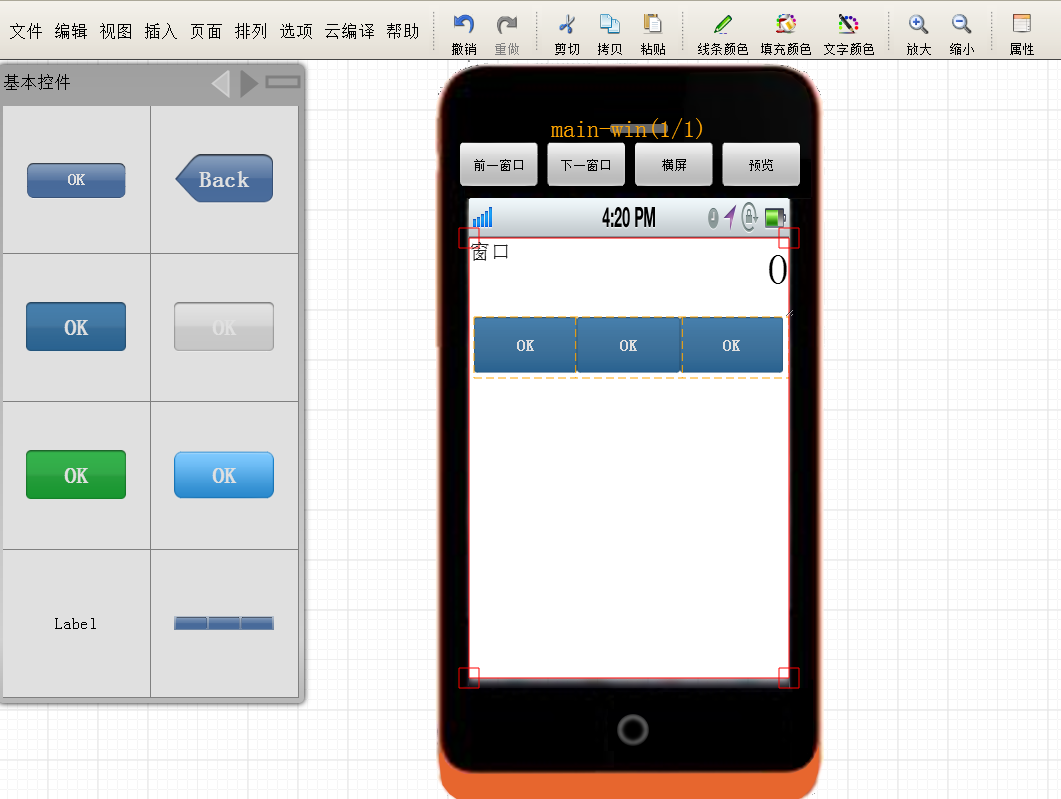 文件 编辑 视图 插入 页面 排列 选项 云编译 帮助
撤销 重做 剪切 拷贝 粘贴 线条颜色 填充颜色 文字颜色 放大 缩小 属性
基本控件
OK
Back
OK
OK
OK
OK
Label
main-win(1/1)
前一窗口 下一窗口 横屏 预览
4:20 PM
窗口
0
OK OK OK